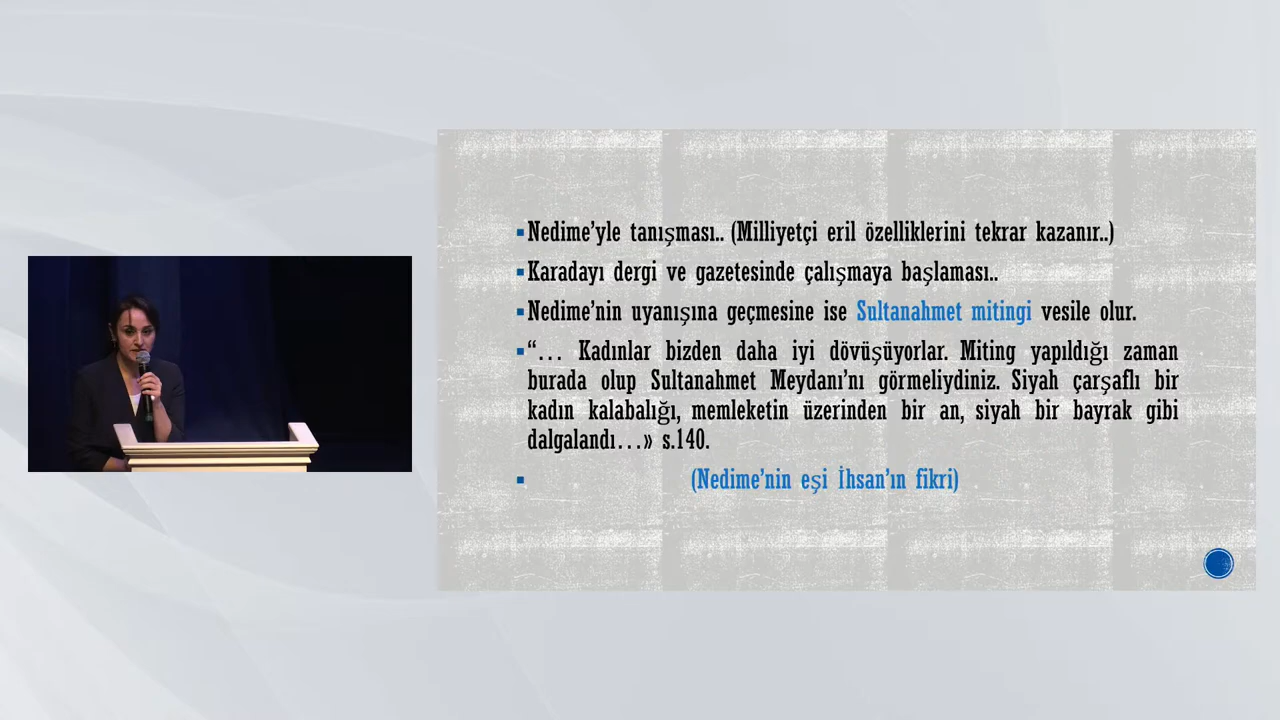 ▪Nedime’yle tanışması.. (Milliyetçi eril özelliklerini tekrar kazanır..)
▪Karadayı dergi ve gazetesinde çalışmaya başlaması..
▪Nedime’nin uyanışına geçmesine ise Sultanahmet mitingi vesile olur.
▪“… Kadınlar bizden daha iyi dövüşüyorlar. Miting yapıldığı zaman
burada olup Sultanahmet Meydanı’nı görmeliydiniz. Siyah çarşaflı bir
kadın kalabalığı, memleketin üzerinden bir an, siyah bir bayrak gibi
dalgalandı…» s.140.
▪ (Nedime’nin eşi İhsan’ın fikri)